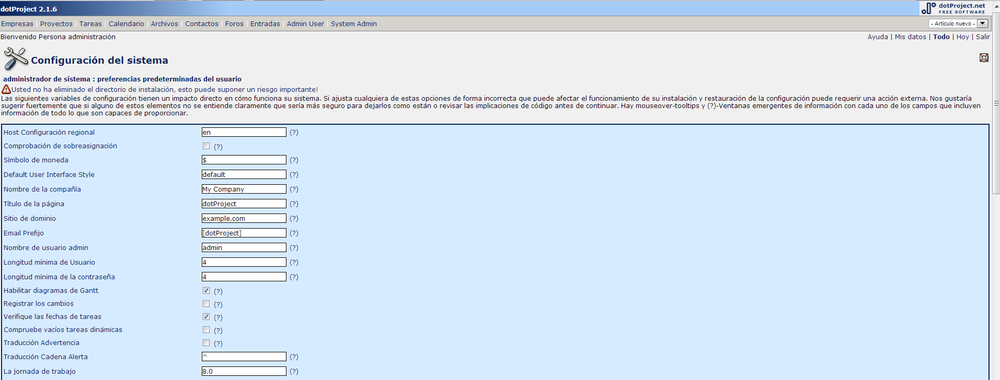 dotProject 2.1.6
dotProject.net
FREE SOFTWARE
Empresas | Proyectos | Tareas | Calendario | Archivos | Contactos | Foros | Entradas | Admin User | System Admin
- Artículo nuevo -
Bienvenido Persona administración
Ayuda | Mis datos | Todo | Hoy | Salir
Configuración del sistema
administrador de sistema : preferencias predeterminadas del usuario
Usted no ha eliminado el directorio de instalación, esto puede suponer un riesgo importante!
Las siguientes variables de configuración tienen un impacto directo en cómo funciona su sistema. Si ajusta cualquiera de estas opciones de forma incorrecta que puede afectar el funcionamiento de su instalación y restauración de la configuración puede requerir una acción externa. Nos gustaría
sugerir fuertemente que si alguno de estos elementos no se entiende claramente que sería más seguro para dejarlos como están o revisar las implicaciones de código antes de continuar. Hay mouseover-tooltips y (?)-Ventanas emergentes de información con cada uno de los campos que incluyen
información de todo lo que son capaces de proporcionar.
Host Configuración regional en (?)
Comprobación de sobreasignación (?)
Símbolo de moneda $ (?)
Default User Interface Style default (?)
Nombre de la compañía My Company (?)
Título de la página dotProject (?)
Sitio de dominio example.com (?)
Email Prefijo [dotProject] (?)
Nombre de usuario admin admin (?)
Longitud mínima de Usuario 4 (?)
Longitud mínima de la contraseña 4 (?)
Habilitar diagramas de Gantt (?)
Registrar los cambios (?)
Verifique las fechas de tareas (?)
Compruebe vacíos tareas dinámicas (?)
Traducción Advertencia (?)
Traducción Cadena Alerta ^ (?)
La jornada de trabajo 8.0 (?)